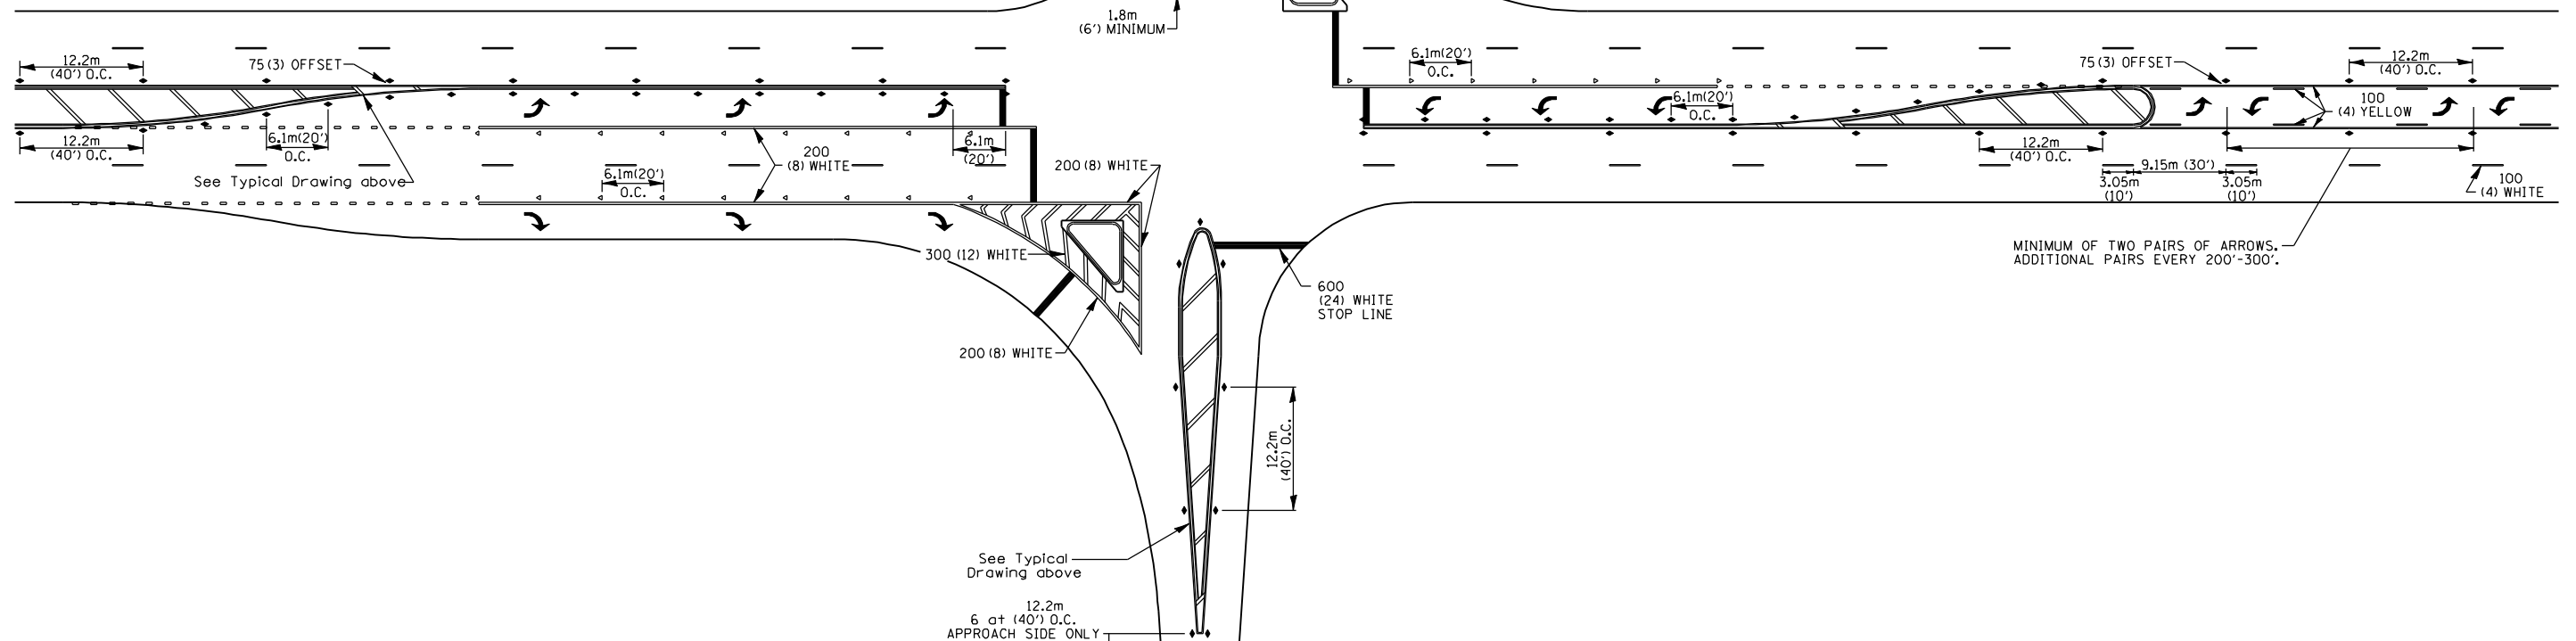 1.8m
(6') MINIMUM
12.2m
(40') O.C.
75(3) OFFSET
6.1m(20')
O.C.
75(3) OFFSET
12.2m
(40') O.C.
12.2m
(40') O.C.
6.1m(20')
O.C.
See Typical Drawing above
200
(8) WHITE
6.1m(20')
O.C.
6.1m
(20')
200(8) WHITE
6.1m(20')
O.C.
100
(4) YELLOW
12.2m
(40') O.C.
9.15m (30')
3.05m
(10')
3.05m
(10')
100
(4) WHITE
300(12) WHITE
MINIMUM OF TWO PAIRS OF ARROWS.
ADDITIONAL PAIRS EVERY 200'-300'.
600
(24) WHITE
STOP LINE
200(8) WHITE
12.2m
(40') O.C.
See Typical
Drawing above
12.2m
6 at (40') O.C.
APPROACH SIDE ONLY